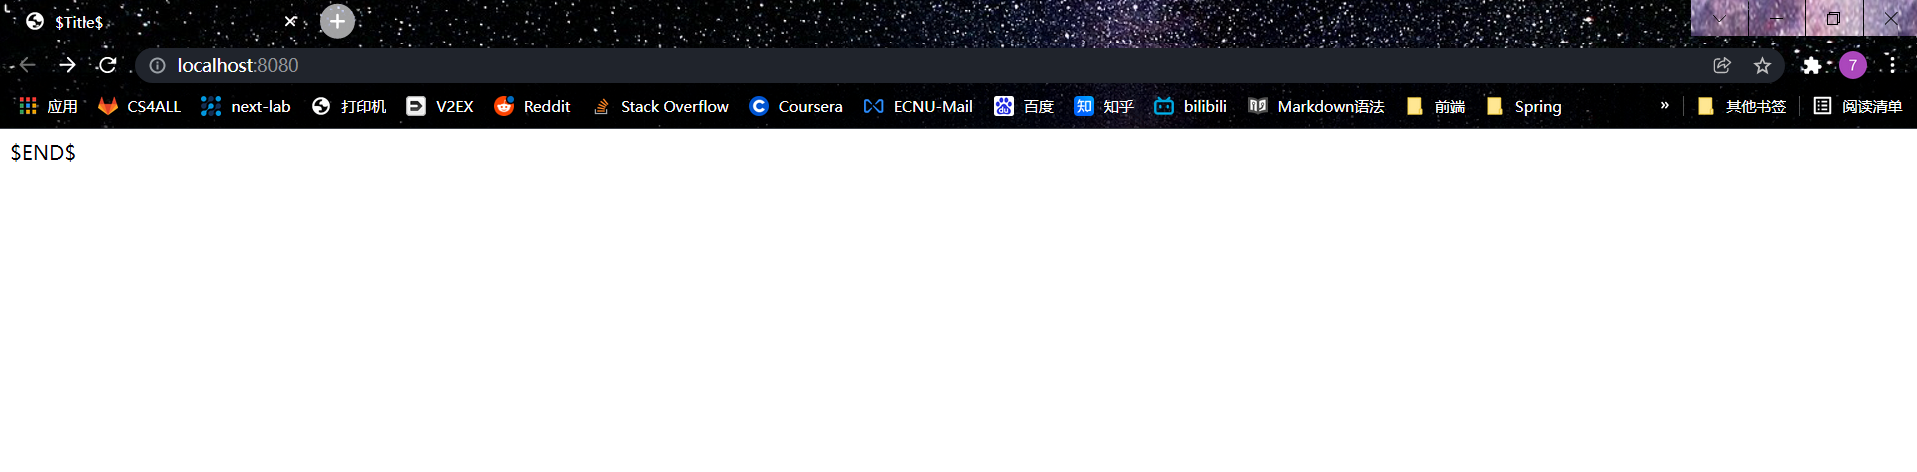 $Title$
localhost:8080
7
应用 CS4ALL next-lab 打印机 V2EX Reddit Stack Overflow Coursera ECNU-Mail 百度 知 知乎 bilibili Markdown语法 前端 Spring » 其他书签 阅读清单
$END$